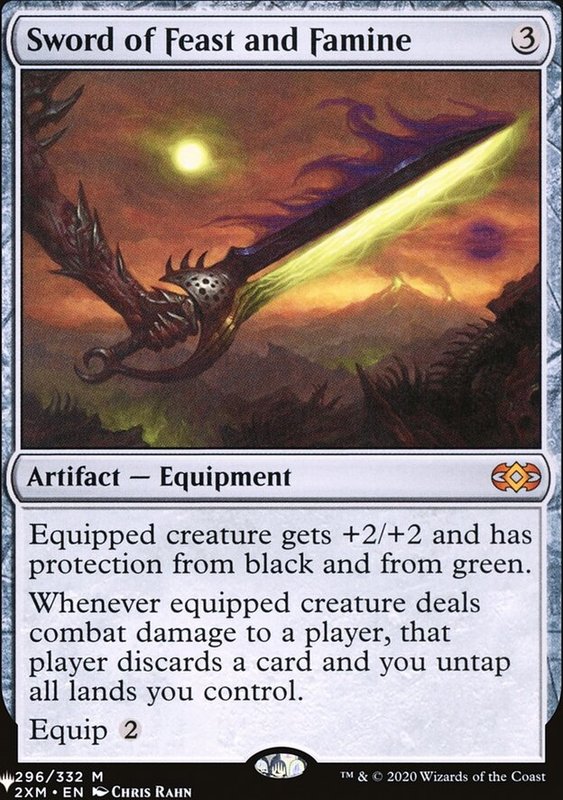 Sword of Feast and Famine 3
Artifact — Equipment
Equipped creature gets +2/+2 and has
protection from black and from green.
Whenever equipped creature deals
combat damage to a player, that
player discards a card and you untap
all lands you control.
Equip 2
296/332 M
2XM • EN Chris Rahn
™ & © 2020 Wizards of the Coast